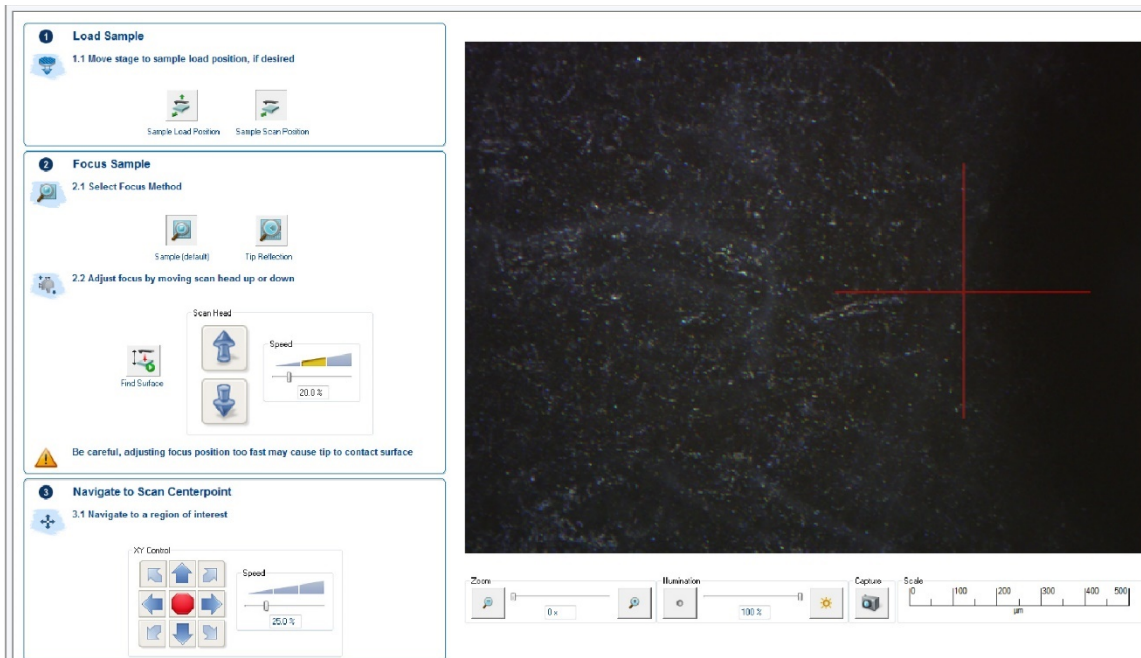 1 Load Sample
1.1 Move stage to sample load position, if desired
Sample Load Position Sample Scan Position
2 Focus Sample
2.1 Select Focus Method
Sample (default) Tip Reflection
2.2 Adjust focus by moving scan head up or down
Scan Head
Speed
Find Surface
20.0 %
Be careful, adjusting focus position too fast may cause tip to contact surface
3 Navigate to Scan Centerpoint
3.1 Navigate to a region of interest
XY Control
Speed
25.0 %
Zoom Illumination Capture Scale
0 x 100 %
0 100 200 300 400 500
µm